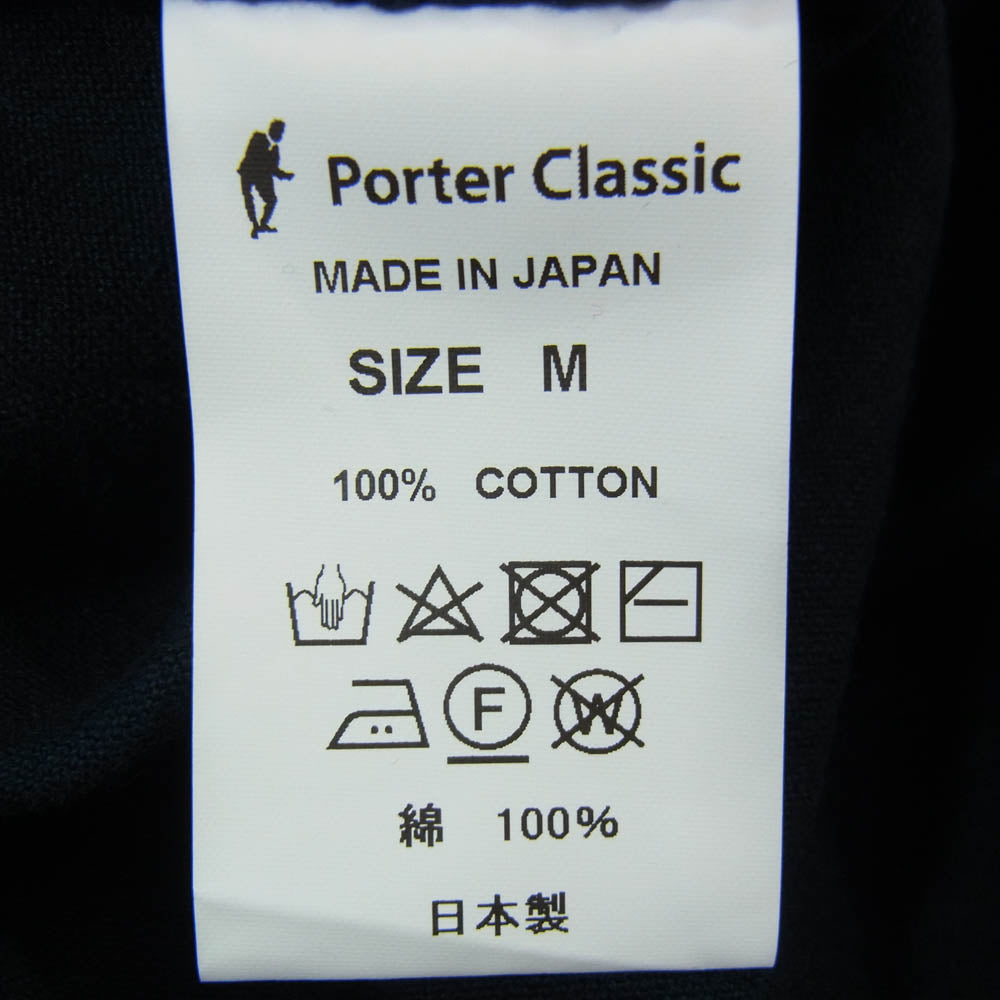 Porter Classic
MADE IN JAPAN
SIZE M
100% COTTON
F W
綿 100%
日本製